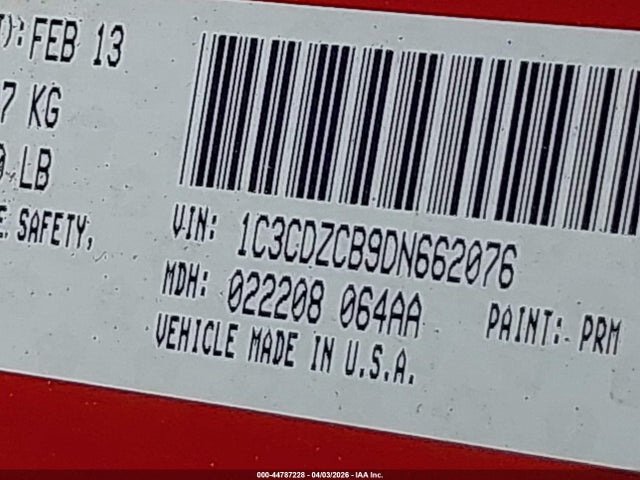 ): FEB 13
7 KG
0 LB
E SAFETY,
VIN: 1C3CDZCB9DN662076
MDH: 022208 064AA PAINT: PRM
VEHICLE MADE IN U.S.A.
000-44787228 - 04/03/2026 - IAA Inc.